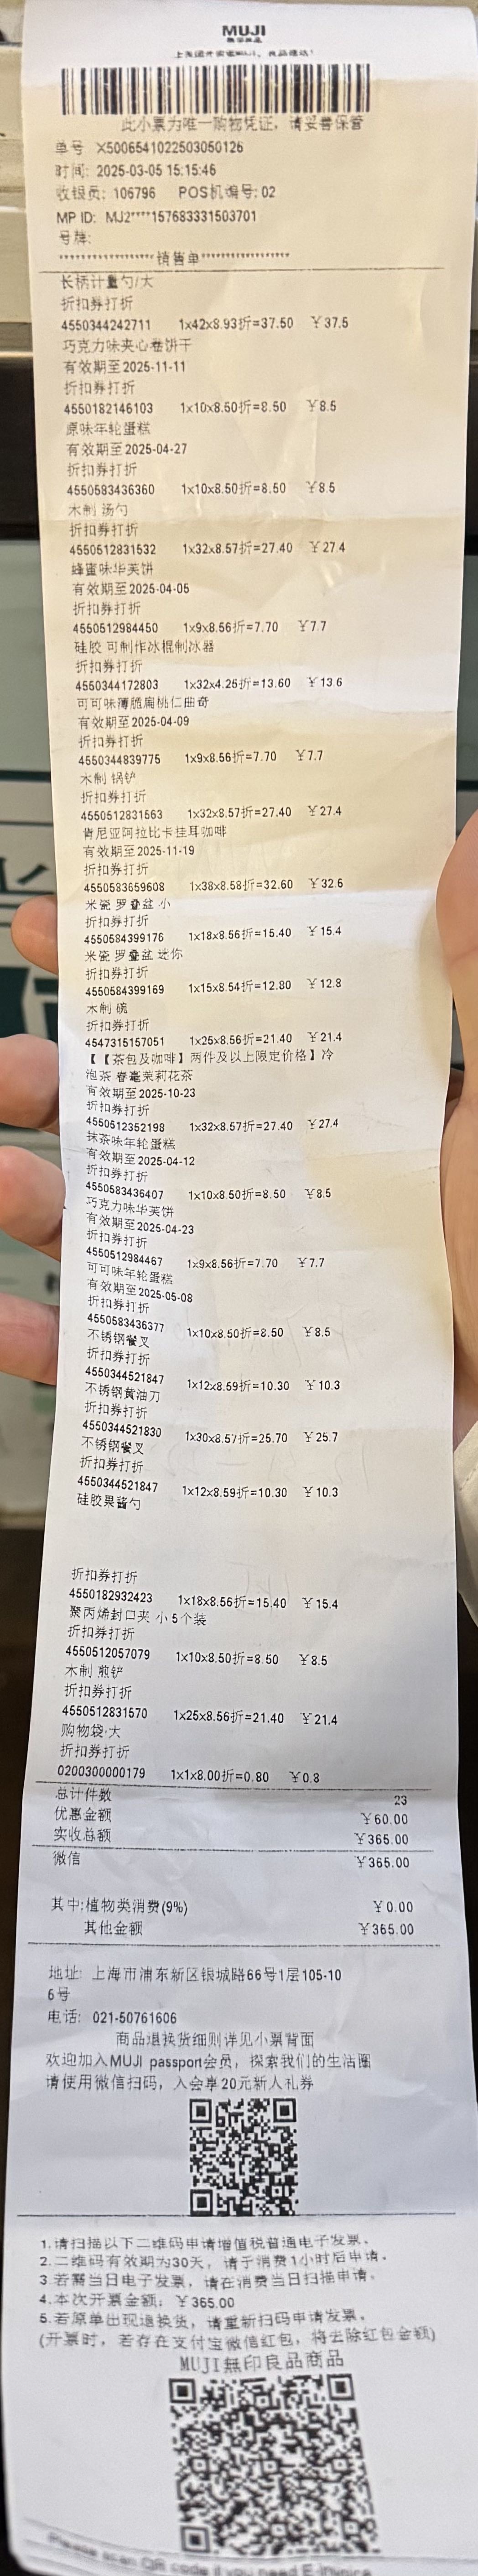 MUJI
無印良品
此小票为唯一购物凭证，请妥善保管
单号 X5006541022503050126
时间: 2025-03-05 15:15:46
收银员: 106796 POS机编号: 02
MP ID: MJ2****157683331503701
号牌:
******************销售单******************
长柄计量勺/大
折扣券打折
4550344242711 1x42x8.93折=37.50 ￥37.5
巧克力味夹心卷饼干
有效期至2025-11-11
折扣券打折
4550182146103 1x10x8.50折=8.50 ￥8.5
原味年轮蛋糕
有效期至2025-04-27
折扣券打折
4550583436360 1x10x8.50折=8.50 ￥8.5
木制 汤勺
折扣券打折
4550512831532 1x32x8.57折=27.40 ￥27.4
蜂蜜味华芙饼
有效期至2025-04-05
折扣券打折
4550512984450 1x9x8.56折=7.70 ￥7.7
硅胶 可制作冰棍制冰器
折扣券打折
4550344172803 1x32x4.25折=13.60 ￥13.6
可可味薄脆扁桃仁曲奇
有效期至2025-04-09
折扣券打折
4550344839775 1x9x8.56折=7.70 ￥7.7
木制 锅铲
折扣券打折
4550512831563 1x32x8.57折=27.40 ￥27.4
肯尼亚阿拉比卡挂耳咖啡
有效期至2025-11-19
折扣券打折
4550583659608 1x38x8.58折=32.60 ￥32.6
米瓷 罗叠盆 小
折扣券打折
4550584399176 1x18x8.56折=15.40 ￥15.4
米瓷 罗叠盆 迷你
折扣券打折
4550584399169 1x15x8.54折=12.80 ￥12.8
木制 碗
折扣券打折
4547315157051 1x25x8.56折=21.40 ￥21.4
【【茶包及咖啡】两件及以上限定价格】冷
泡茶 春毫茉莉花茶
有效期至2025-10-23
折扣券打折
4550512352198 1x32x8.57折=27.40 ￥27.4
抹茶味年轮蛋糕
有效期至2025-04-12
折扣券打折
4550583436407 1x10x8.50折=8.50 ￥8.5
巧克力味华芙饼
有效期至2025-04-23
折扣券打折
4550512984467 1x9x8.56折=7.70 ￥7.7
可可味年轮蛋糕
有效期至2025-05-08
折扣券打折
4550583436377 1x10x8.50折=8.50 ￥8.5
不锈钢餐叉
折扣券打折
4550344521847 1x12x8.59折=10.30 ￥10.3
不锈钢黄油刀
折扣券打折
4550344521830 1x30x8.57折=25.70 ￥25.7
不锈钢餐叉
折扣券打折
4550344521847 1x12x8.59折=10.30 ￥10.3
硅胶果酱勺
折扣券打折
4550182932423 1x18x8.56折=15.40 ￥15.4
聚丙烯封口夹 小 5个装
折扣券打折
4550512057079 1x10x8.50折=8.50 ￥8.5
木制 煎铲
折扣券打折
4550512831570 1x25x8.56折=21.40 ￥21.4
购物袋·大
折扣券打折
0200300000179 1x1x8.00折=0.80 ￥0.8
总计件数 23
优惠金额 ￥60.00
实收总额 ￥365.00
微信 ￥365.00
其中:植物类消费(9%) ￥0.00
其他金额 ￥365.00
地址: 上海市浦东新区银城路66号1层105-10
6号
电话: 021-50761606
商品退换货细则详见小票背面
欢迎加入MUJI passport会员，探索我们的生活圈
请使用微信扫码，入会享20元新人礼券
1.请扫描以下二维码申请增值税普通电子发票。
2.二维码有效期为30天，请于消费1小时后申请。
3.若需当日电子发票，请在消费当日扫描申请。
4.本次开票金额: ￥365.00
5.若原单出现退换货，请重新扫码申请发票。
(开票时，若存在支付宝微信红包，将去除红包金额)
MUJI無印良品商品
Please scan QR code if you need E-invoice